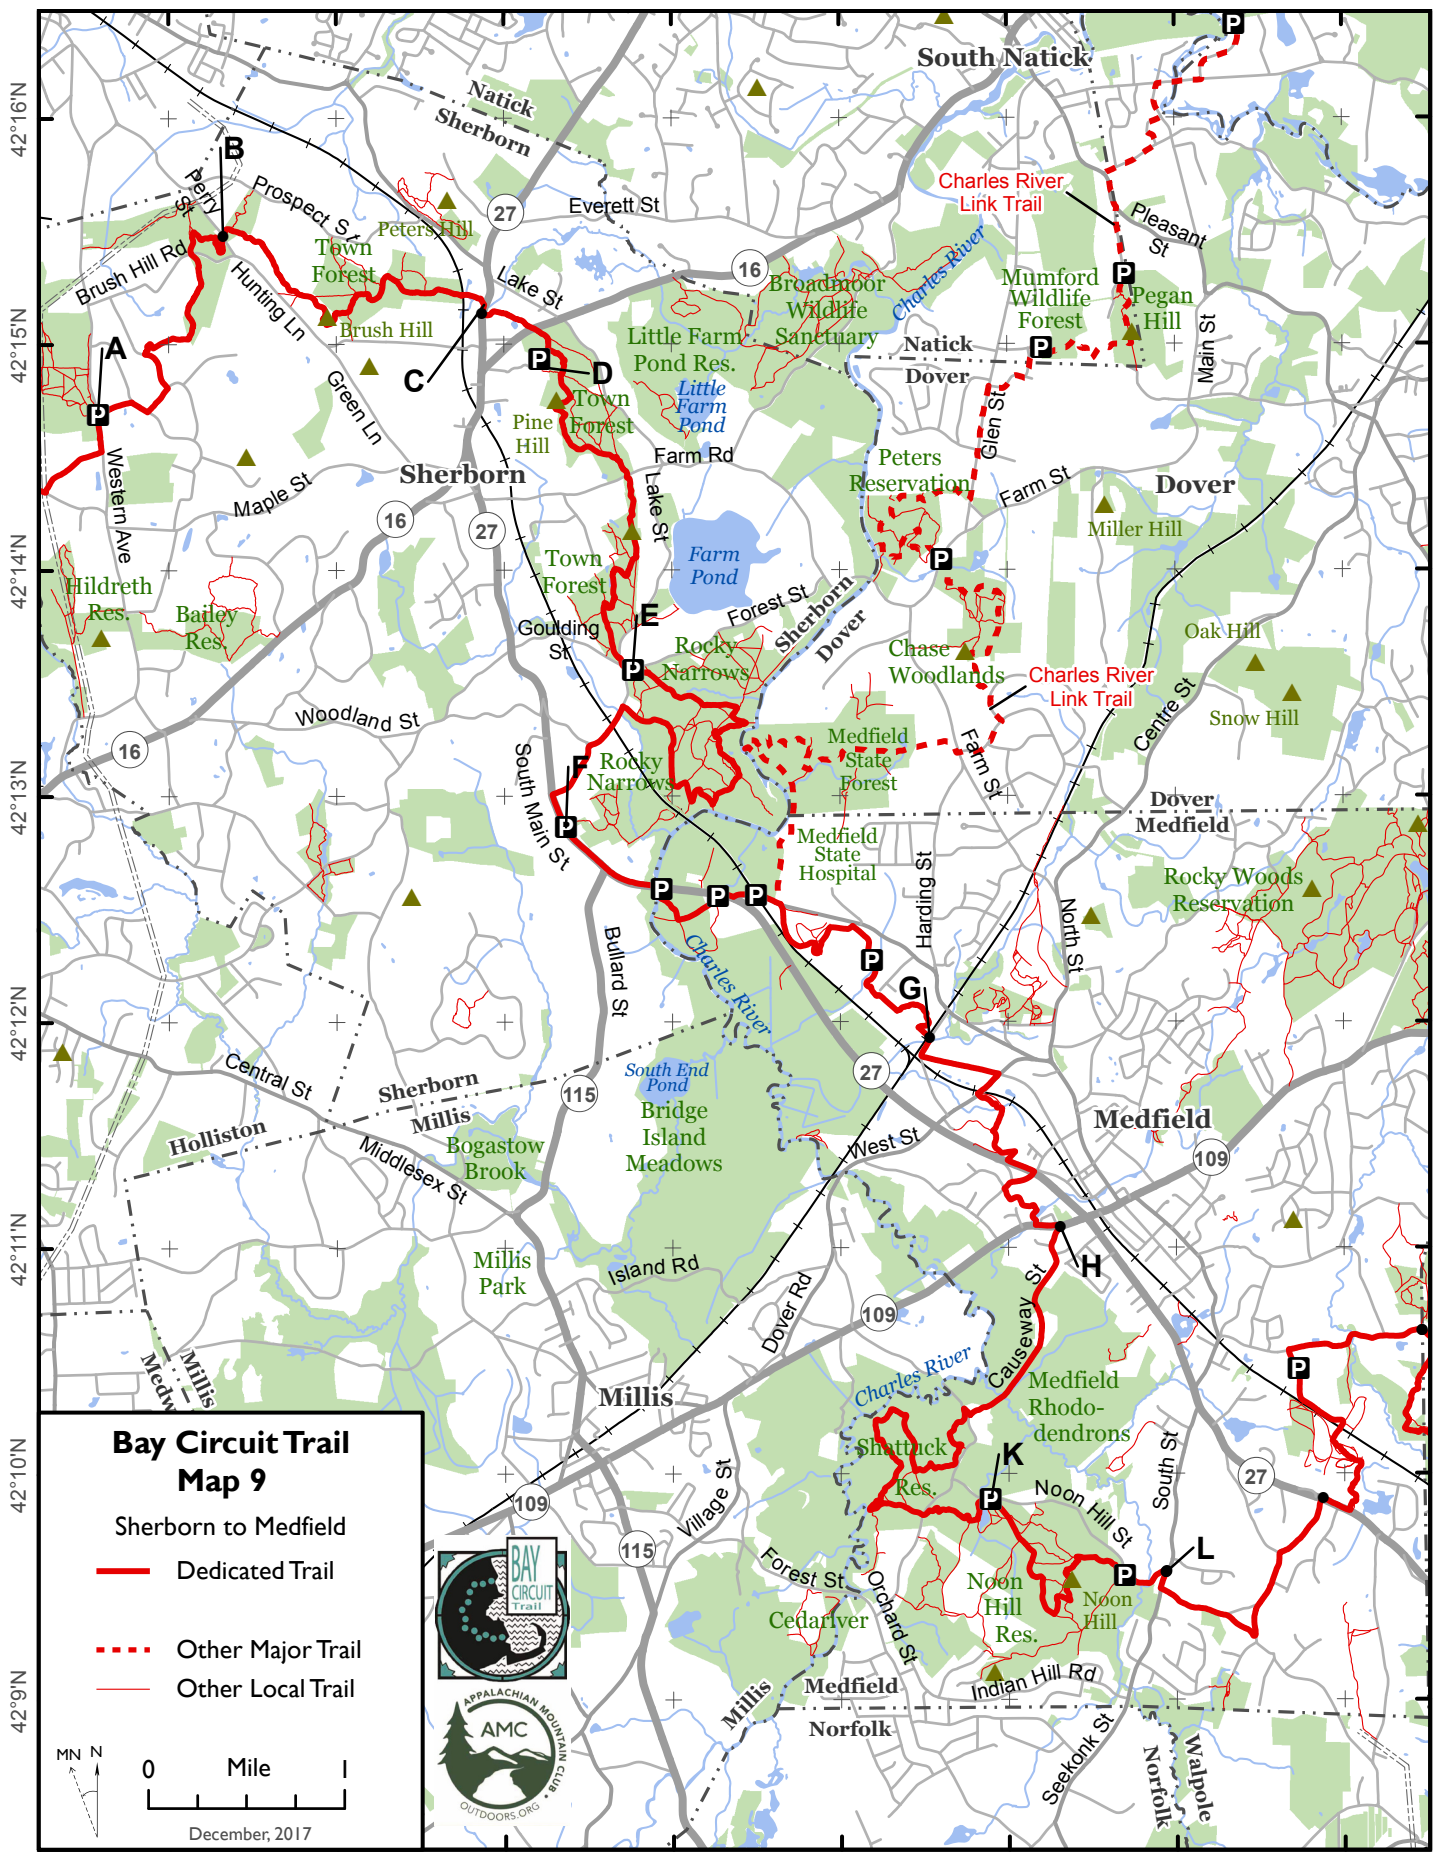 P
South Natick
42°16'N
Natick
Sherborn
B
Perry
St
Prospect St
Charles River
Link Trail
27
Everett St
Pleasant
St
Peters Hill
Town
Forest
Brush Hill Rd
Hunting Ln
Lake St
16
Broadmoor
Wildlife
Sanctuary
Charles River
Mumford
Wildlife
Forest
P
Pegan
Hill
42°15'N
Brush Hill
Little Farm
Pond Res.
Natick
Dover
P
Main St
A
C
P
D
Little
Farm
Pond
Green Ln
Pine
Hill
Town
Forest
Glen St
P
Western Ave
Sherborn
Farm Rd
Peters
Reservation
Farm St
Dover
Maple St
16
27
Lake St
Miller Hill
42°14'N
Town
Forest
Farm
Pond
P
Hildreth
Res.
Bailey
Res.
Forest St
Sherborn
Dover
E
Goulding
St
Rocky
Narrows
P
Chase
Woodlands
Oak Hill
Charles River
Link Trail
Snow Hill
Centre St
Woodland St
16
South Main St
F
Rocky
Narrows
Medfield
State
Forest
Farm St
42°13'N
P
Dover
Medfield
Medfield
State
Hospital
Harding St
Rocky Woods
Reservation
P
P
P
North St
Bullard St
Charles River
P
G
42°12'N
Central St
Sherborn
Millis
Holliston
115
South End
Pond
27
Bridge
Island
Meadows
Medfield
Bogastow
Brook
Middlesex St
West St
109
42°11'N
Millis
Park
Island Rd
Dover Rd
H
109
Causeway St
Millis
Medw
Charles River
Millis
Medfield
Rhodo-
dendrons
P
Shattuck
Res.
K
P
South St
27
42°10'N
109
Village St
Noon Hill St
115
Forest St
Orchard St
L
P
Noon
Hill
Res.
Noon
Hill
Cedariver
Indian Hill Rd
42°9'N
Millis
Medfield
Norfolk
Seekonk St
Norfolk
Walpole
Bay Circuit Trail
Map 9
Sherborn to Medfield
Dedicated Trail
Other Major Trail
Other Local Trail
MN N
0 Mile 1
December, 2017
BAY
CIRCUIT
Trail
APPALACHIAN MOUNTAIN CLUB
AMC
OUTDOORS.ORG